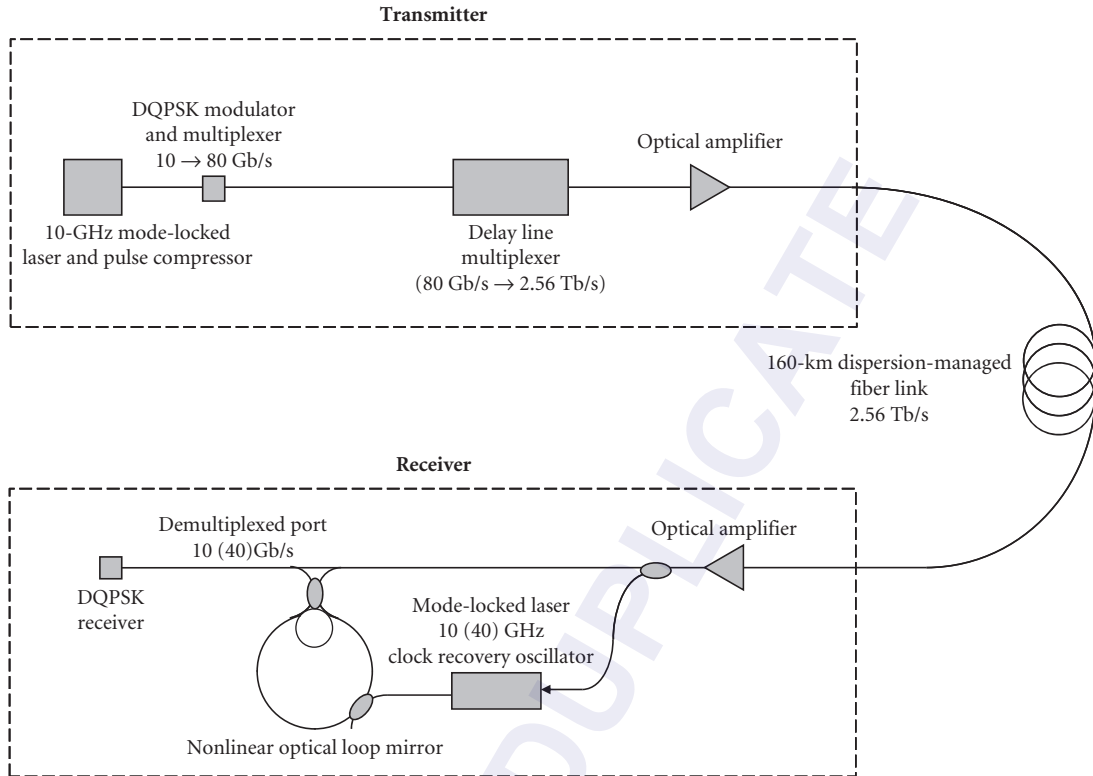 Transmitter
DQPSK modulator
and multiplexer
10 → 80 Gb/s
Optical amplifier
10-GHz mode-locked
laser and pulse compressor
Delay line
multiplexer
(80 Gb/s → 2.56 Tb/s)
160-km dispersion-managed
fiber link
2.56 Tb/s
Receiver
Demultiplexed port
10 (40)Gb/s
Optical amplifier
DQPSK
receiver
Mode-locked laser
10 (40) GHz
clock recovery oscillator
Nonlinear optical loop mirror
DUPLICATE